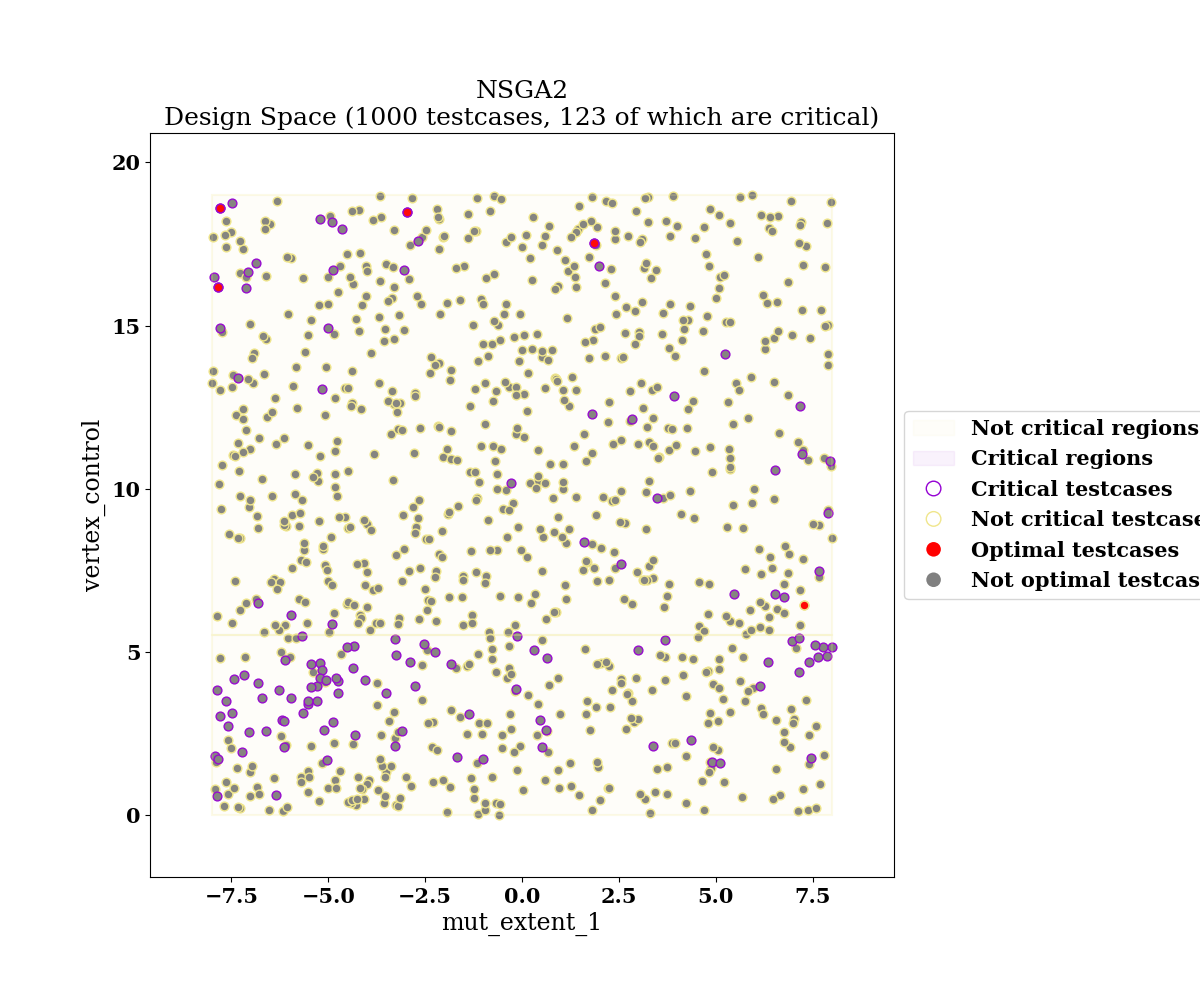 NSGA2
Design Space (1000 testcases, 123 of which are critical)
20
15
10
5
0
vertex_control
−7.5
−5.0
−2.5
0.0
2.5
5.0
7.5
mut_extent_1
Not critical regions
Critical regions
Critical testcases
Not critical testcase
Optimal testcases
Not optimal testcas